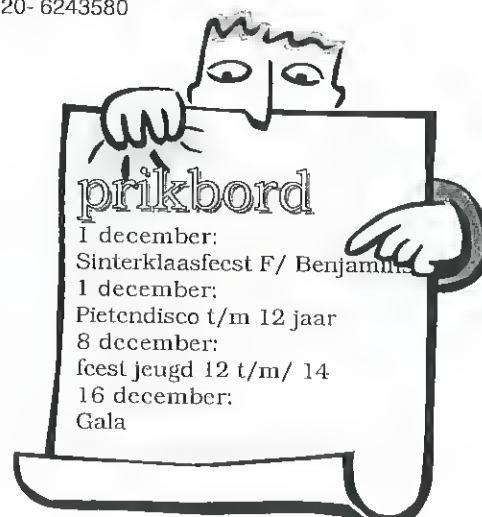 20- 6243580
prikbord
1 december:
Sinterklaasfeest F/ Benjamins
1 december:
Pietendisco t/m 12 jaar
8 december:
feest jeugd 12 t/m/ 14
16 december:
Gala